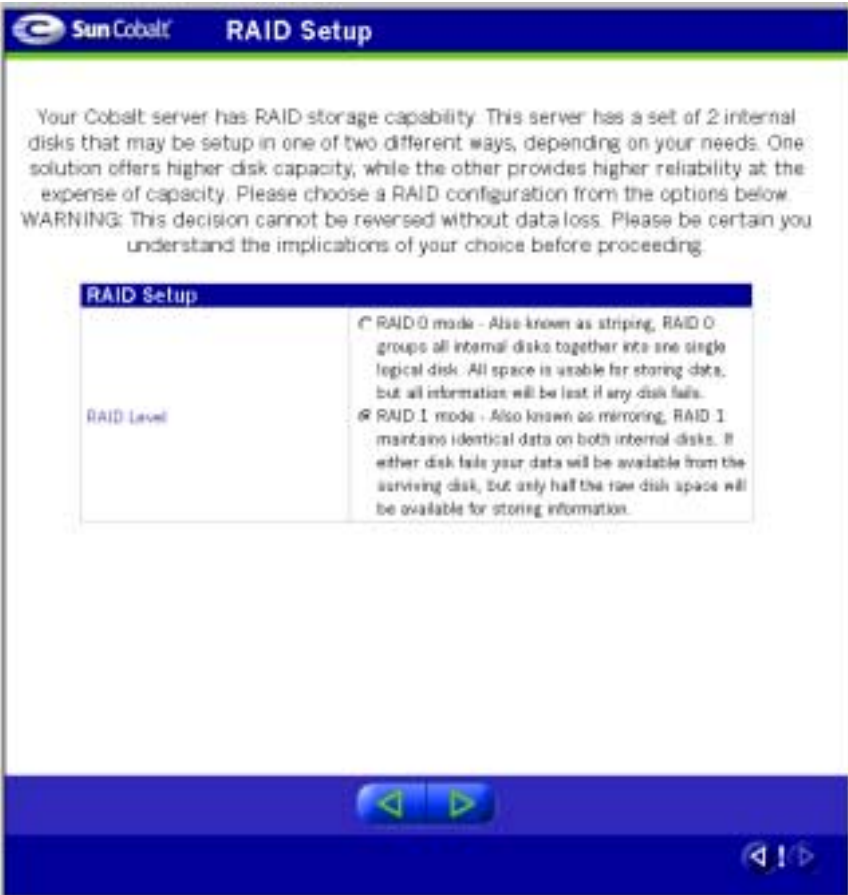 Sun Cobalt RAID Setup
Your Cobalt server has RAID storage capability. This server has a set of 2 internal
disks that may be setup in one of two different ways, depending on your needs. One
solution offers higher disk capacity, while the other provides higher reliability at the
expense of capacity. Please choose a RAID configuration from the options below.
WARNING: This decision cannot be reversed without data loss. Please be certain you
understand the implications of your choice before proceeding.
RAID Setup
RAID Level
RAID 0 mode - Also known as striping, RAID 0
groups all internal disks together into one single
logical disk. All space is usable for storing data,
but all information will be lost if any disk fails.
RAID 1 mode - Also known as mirroring, RAID 1
maintains identical data on both internal disks. If
either disk fails your data will be available from the
surviving disk, but only half the raw disk space will
be available for storing information.
!